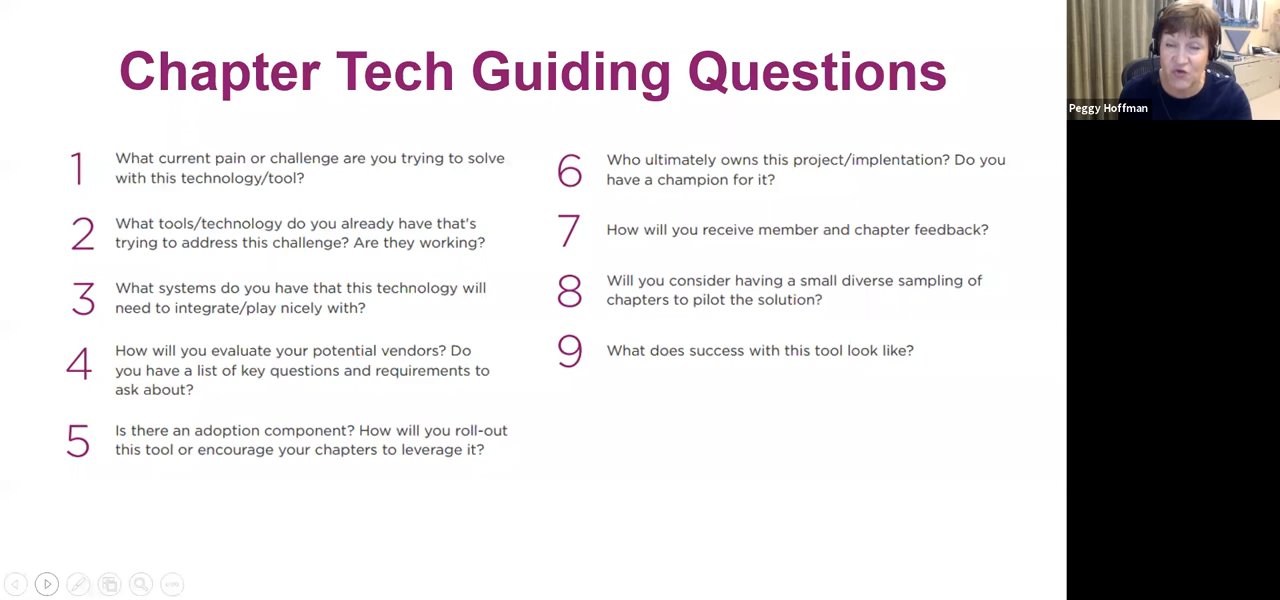 Chapter Tech Guiding Questions
1 What current pain or challenge are you trying to solve
with this technology/tool?
2 What tools/technology do you already have that's
trying to address this challenge? Are they working?
3 What systems do you have that this technology will
need to integrate/play nicely with?
4 How will you evaluate your potential vendors? Do
you have a list of key questions and requirements to
ask about?
5 Is there an adoption component? How will you roll-out
this tool or encourage your chapters to leverage it?
6 Who ultimately owns this project/implentation? Do you
have a champion for it?
7 How will you receive member and chapter feedback?
8 Will you consider having a small diverse sampling of
chapters to pilot the solution?
9 What does success with this tool look like?
Peggy Hoffman